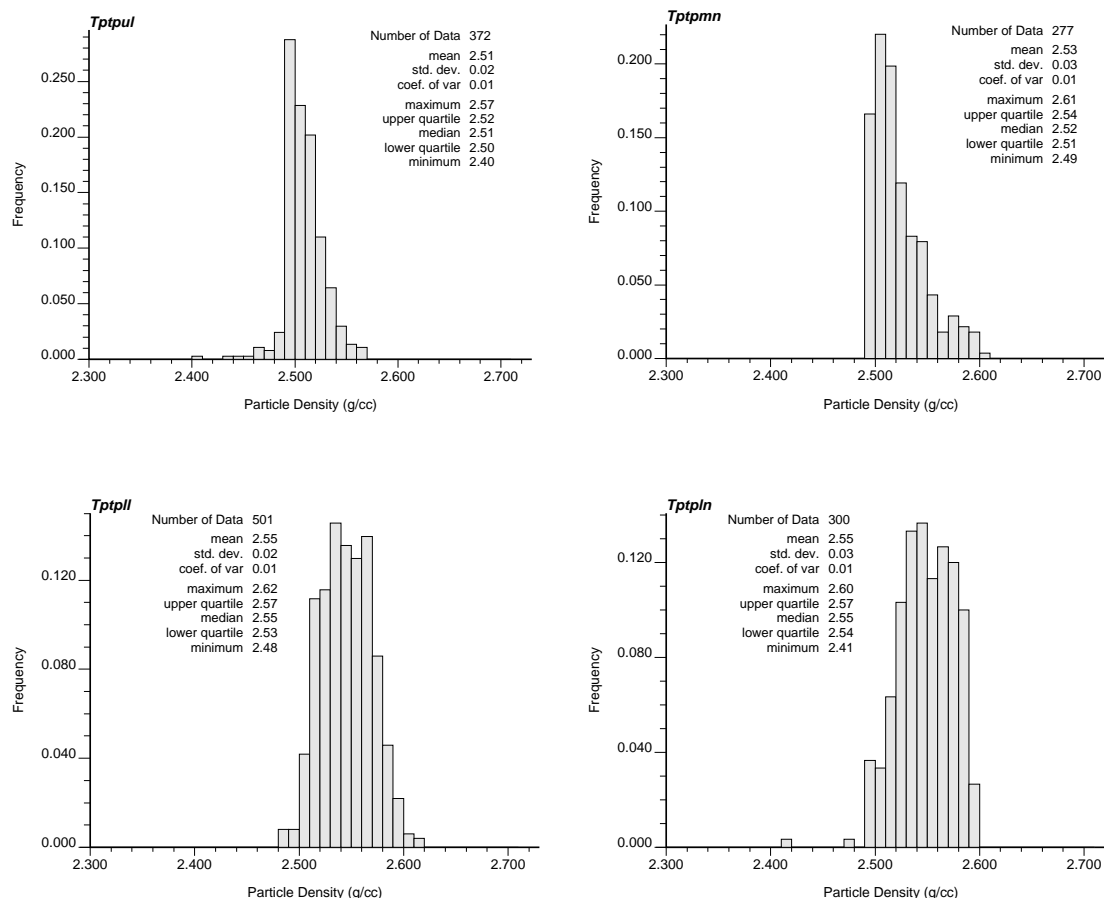 Tptpul
Number of Data 372
mean 2.51
std. dev. 0.02
coef. of var 0.01
maximum 2.57
upper quartile 2.52
median 2.51
lower quartile 2.50
minimum 2.40
Frequency
0.250
0.200
0.150
0.100
0.050
0.000
2.300 2.400 2.500 2.600 2.700
Particle Density (g/cc)
Tptpmn
Number of Data 277
mean 2.53
std. dev. 0.03
coef. of var 0.01
maximum 2.61
upper quartile 2.54
median 2.52
lower quartile 2.51
minimum 2.49
Frequency
0.200
0.150
0.100
0.050
0.000
2.300 2.400 2.500 2.600 2.700
Particle Density (g/cc)
Tptpll
Number of Data 501
mean 2.55
std. dev. 0.02
coef. of var 0.01
maximum 2.62
upper quartile 2.57
median 2.55
lower quartile 2.53
minimum 2.48
Frequency
0.120
0.080
0.040
0.000
2.300 2.400 2.500 2.600 2.700
Particle Density (g/cc)
Tptpln
Number of Data 300
mean 2.55
std. dev. 0.03
coef. of var 0.01
maximum 2.60
upper quartile 2.57
median 2.55
lower quartile 2.54
minimum 2.41
Frequency
0.120
0.080
0.040
0.000
2.300 2.400 2.500 2.600 2.700
Particle Density (g/cc)